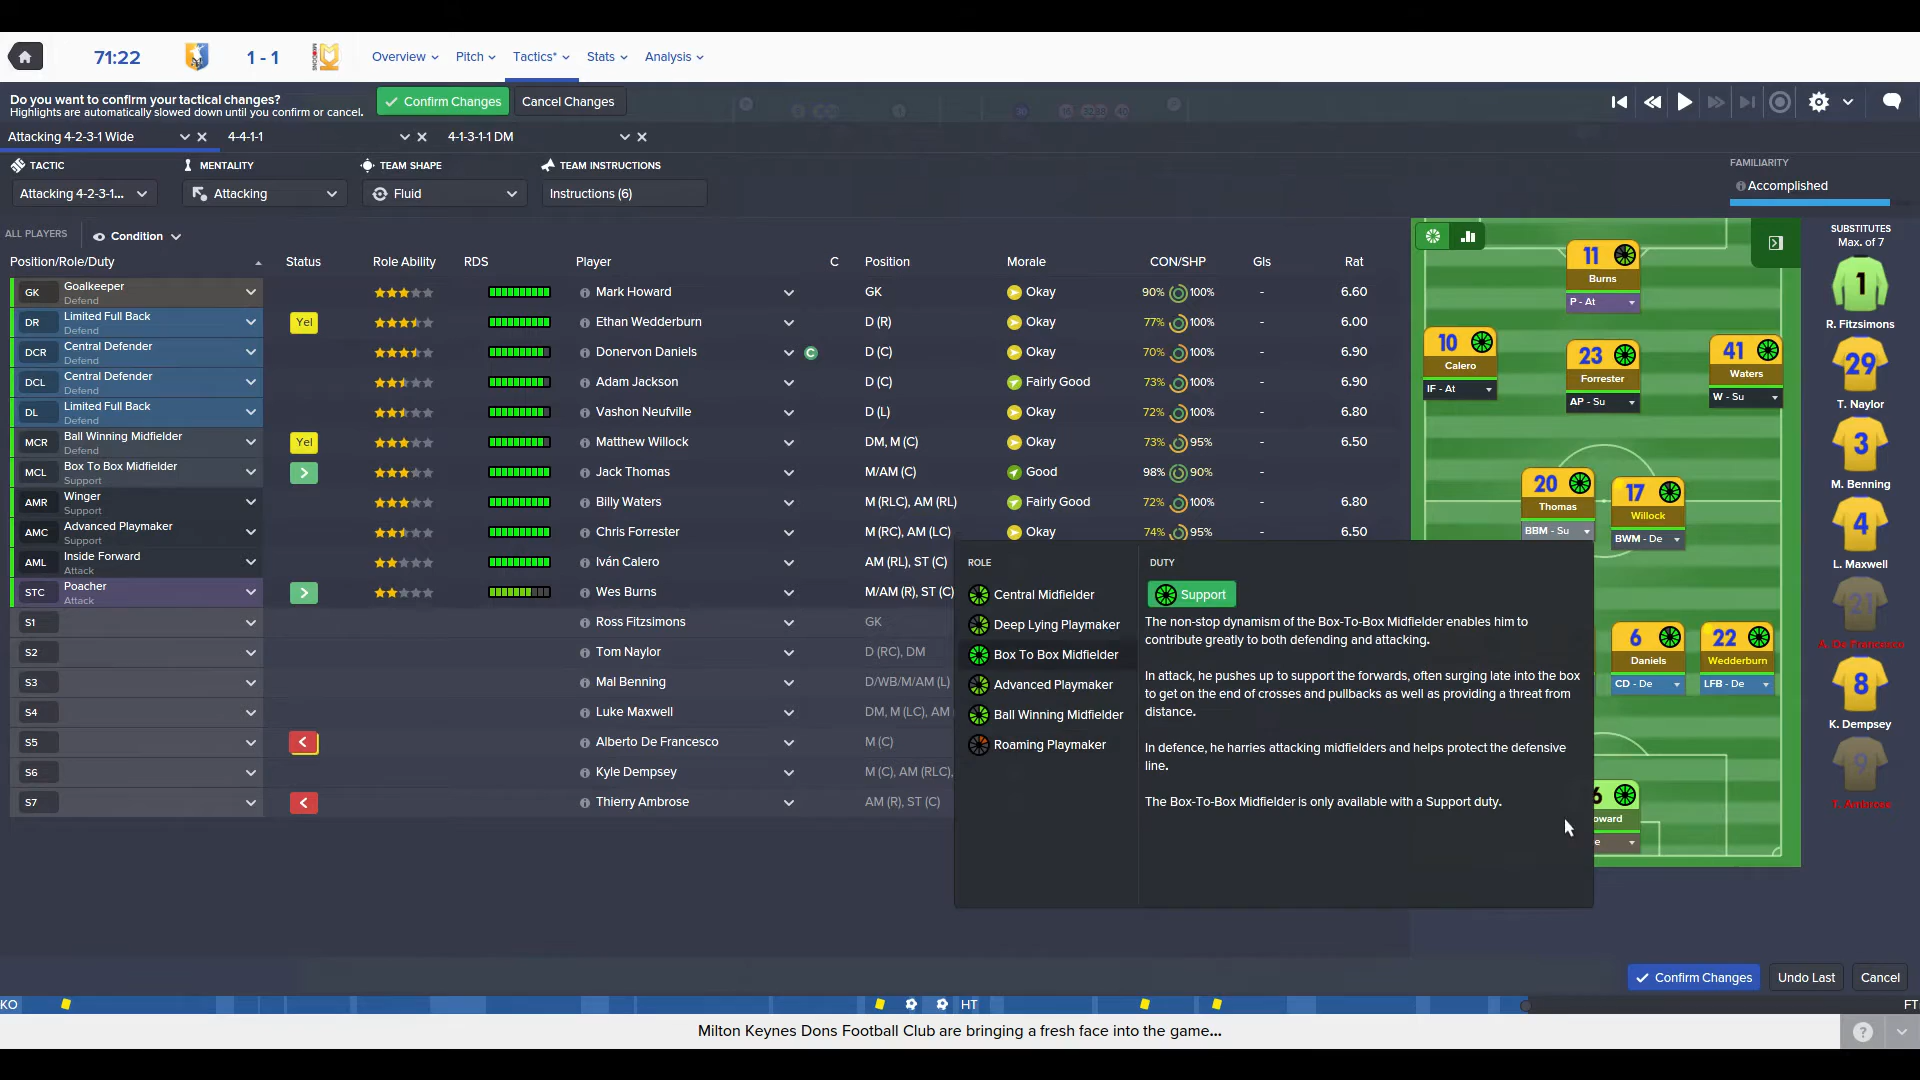 71:22
1 - 1
Overview
Pitch
Tactics*
Stats
Analysis
Do you want to confirm your tactical changes?
Highlights are automatically slowed down until you confirm or cancel.
Confirm Changes
Cancel Changes
Attacking 4-2-3-1 Wide
4-4-1-1
4-1-3-1-1 DM
TACTIC
MENTALITY
TEAM SHAPE
TEAM INSTRUCTIONS
FAMILIARITY
Attacking 4-2-3-1...
Attacking
Fluid
Instructions (6)
Accomplished
ALL PLAYERS
Condition
Position/Role/Duty Status Role Ability RDS Player C Position Morale CON/SHP Gls Rat
GK Goalkeeper Defend Mark Howard GK Okay 90% 100% - 6.60
DR Limited Full Back Defend Yel Ethan Wedderburn D (R) Okay 77% 100% - 6.00
DCR Central Defender Defend Donervon Daniels C D (C) Okay 70% 100% - 6.90
DCL Central Defender Defend Adam Jackson D (C) Fairly Good 73% 100% - 6.90
DL Limited Full Back Defend Vashon Neufville D (L) Okay 72% 100% - 6.80
MCR Ball Winning Midfielder Defend Yel Matthew Willock DM, M (C) Okay 73% 95% - 6.50
MCL Box To Box Midfielder Support Jack Thomas M/AM (C) Good 98% 90% -
AMR Winger Support Billy Waters M (RLC), AM (RL) Fairly Good 72% 100% - 6.80
AMC Advanced Playmaker Support Chris Forrester M (RC), AM (LC) Okay 74% 95% - 6.50
AML Inside Forward Attack Iván Calero AM (RL), ST (C)
STC Poacher Attack Wes Burns M/AM (R), ST (C)
S1 Ross Fitzsimons GK
S2 Tom Naylor D (RC), DM
S3 Mal Benning D/WB/M/AM (L)
S4 Luke Maxwell DM, M (LC), AM
S5 Alberto De Francesco M (C)
S6 Kyle Dempsey M (C), AM (RLC),
S7 Thierry Ambrose AM (R), ST (C)
ROLE
Central Midfielder
Deep Lying Playmaker
Box To Box Midfielder
Advanced Playmaker
Ball Winning Midfielder
Roaming Playmaker
DUTY
Support
The non-stop dynamism of the Box-To-Box Midfielder enables him to
contribute greatly to both defending and attacking.
In attack, he pushes up to support the forwards, often surging late into the box
to get on the end of crosses and pullbacks as well as providing a threat from
distance.
In defence, he harries attacking midfielders and helps protect the defensive
line.
The Box-To-Box Midfielder is only available with a Support duty.
11
Burns
P - At
10
Calero
IF - At
23
Forrester
AP - Su
41
Waters
W - Su
20
Thomas
BBM - Su
17
Willock
BWM - De
6
Daniels
CD - De
22
Wedderburn
LFB - De
6
oward
e
SUBSTITUTES
Max. of 7
1
R. Fitzsimons
29
T. Naylor
3
M. Benning
4
L. Maxwell
21
A. De Francesco
8
K. Dempsey
9
T. Ambrose
Confirm Changes
Undo Last
Cancel
KO
HT
FT
Milton Keynes Dons Football Club are bringing a fresh face into the game...
?